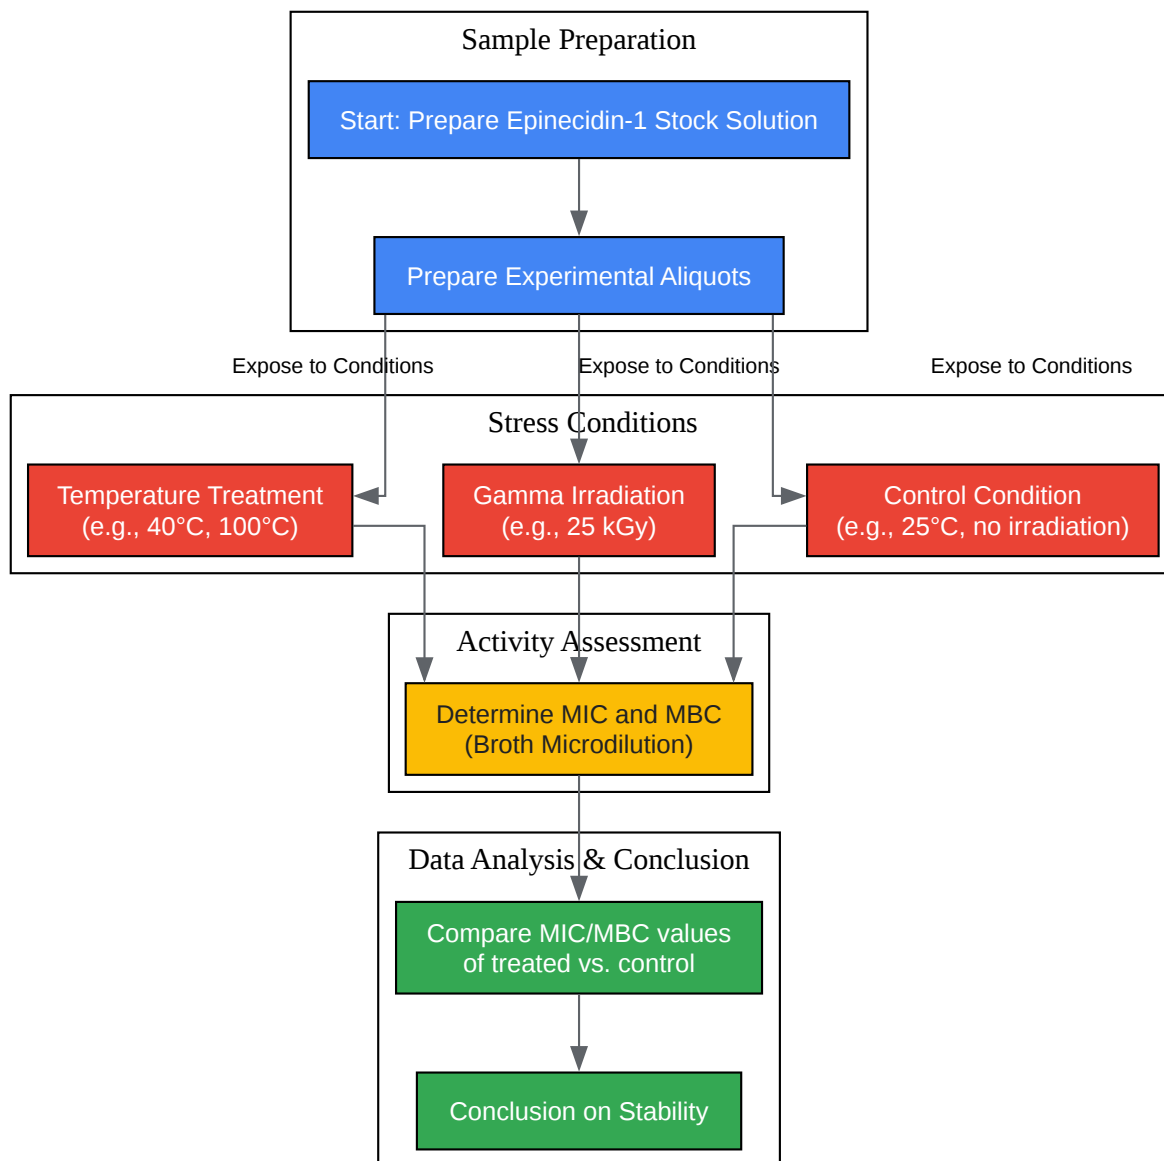 Sample Preparation
Start: Prepare Epinecidin-1 Stock Solution
Prepare Experimental Aliquots
Expose to Conditions
Expose to Conditions
Expose to Conditions
Stress Conditions
Temperature Treatment
(e.g., 40°C, 100°C)
Gamma Irradiation
(e.g., 25 kGy)
Control Condition
(e.g., 25°C, no irradiation)
Activity Assessment
Determine MIC and MBC
(Broth Microdilution)
Data Analysis & Conclusion
Compare MIC/MBC values
of treated vs. control
Conclusion on Stability